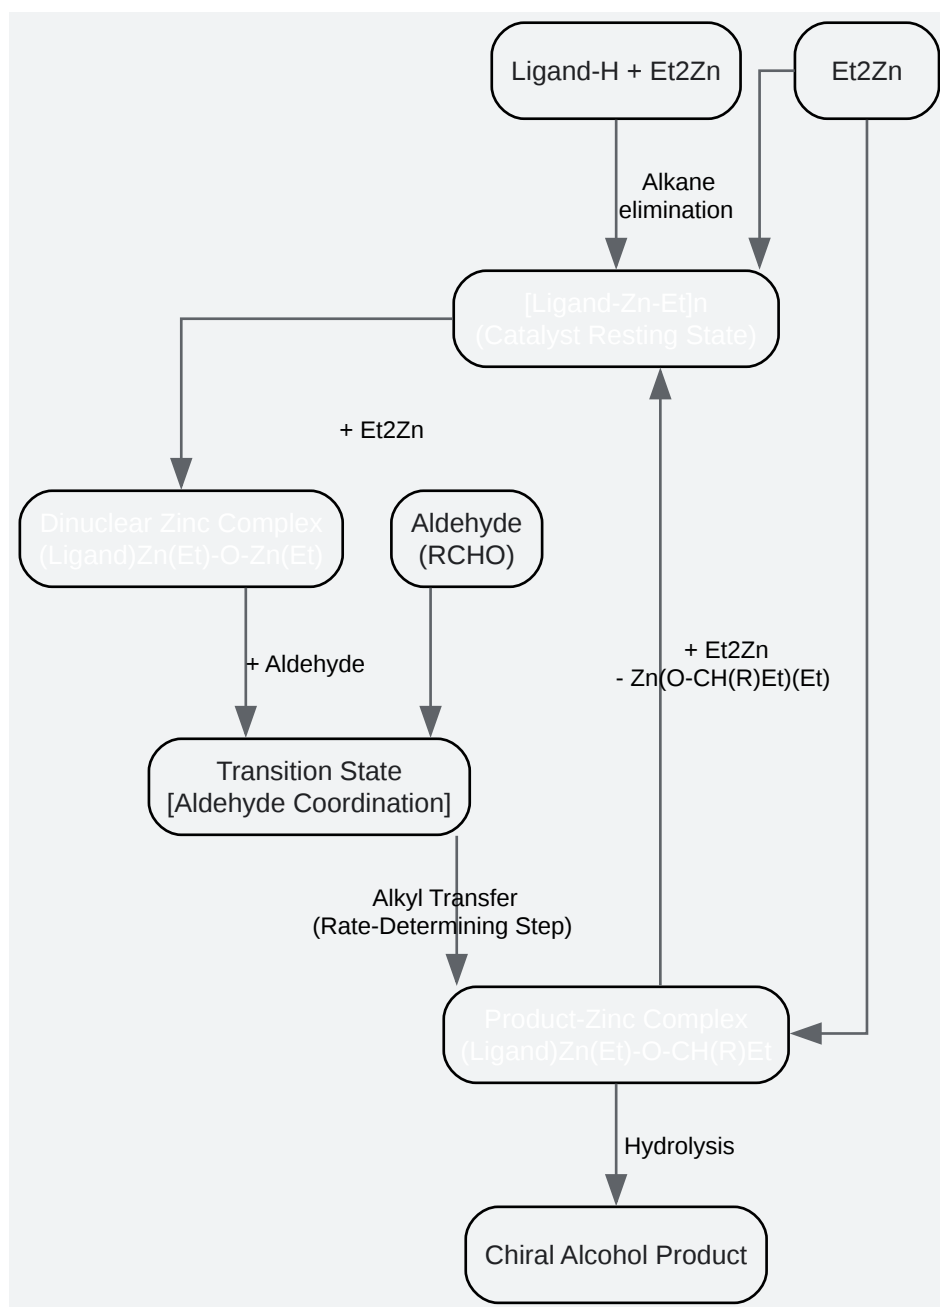 Ligand-H + Et2Zn
Et2Zn
Alkane
elimination
[Ligand-Zn-Et]n
(Catalyst Resting State)
+ Et2Zn
Dinuclear Zinc Complex
(Ligand)Zn(Et)-O-Zn(Et)
Aldehyde
(RCHO)
+ Aldehyde
+ Et2Zn
- Zn(O-CH(R)Et)(Et)
Transition State
[Aldehyde Coordination]
Alkyl Transfer
(Rate-Determining Step)
Product-Zinc Complex
(Ligand)Zn(Et)-O-CH(R)Et
Hydrolysis
Chiral Alcohol Product